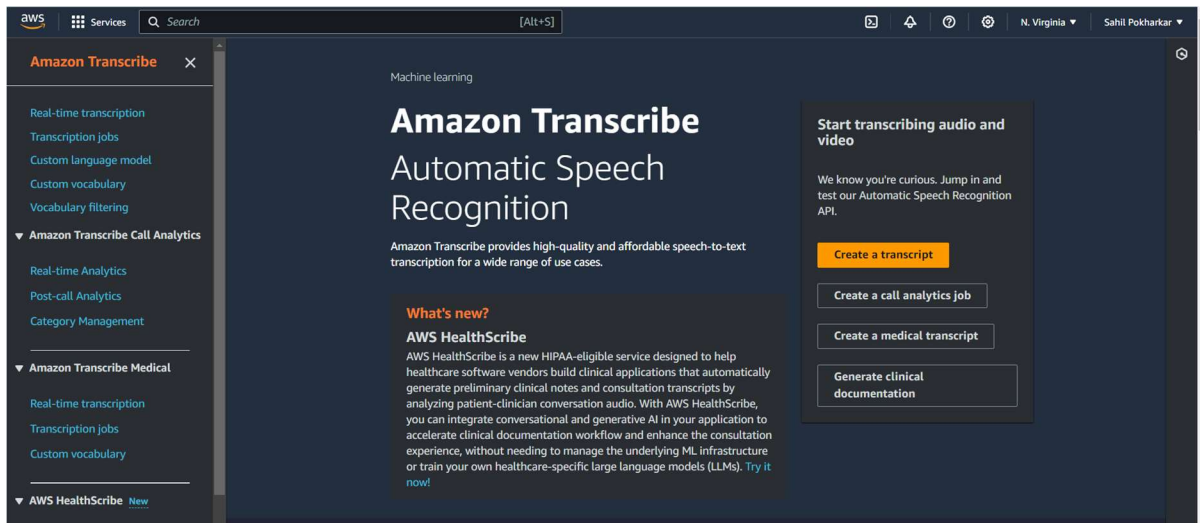 aws
Services
Search
[Alt+S]
N. Virginia ▼
Sahil Pokharkar ▼
Amazon Transcribe
Real-time transcription
Transcription jobs
Custom language model
Custom vocabulary
Vocabulary filtering
▼ Amazon Transcribe Call Analytics
Real-time Analytics
Post-call Analytics
Category Management
▼ Amazon Transcribe Medical
Real-time transcription
Transcription jobs
Custom vocabulary
▼ AWS HealthScribe New
Machine learning
Amazon Transcribe
Automatic Speech
Recognition
Amazon Transcribe provides high-quality and affordable speech-to-text
transcription for a wide range of use cases.
What's new?
AWS HealthScribe
AWS HealthScribe is a new HIPAA-eligible service designed to help
healthcare software vendors build clinical applications that automatically
generate preliminary clinical notes and consultation transcripts by
analyzing patient-clinician conversation audio. With AWS HealthScribe,
you can integrate conversational and generative AI in your application to
accelerate clinical documentation workflow and enhance the consultation
experience, without needing to manage the underlying ML infrastructure
or train your own healthcare-specific large language models (LLMs). Try it
now!
Start transcribing audio and
video
We know you're curious. Jump in and
test our Automatic Speech Recognition
API.
Create a transcript
Create a call analytics job
Create a medical transcript
Generate clinical
documentation